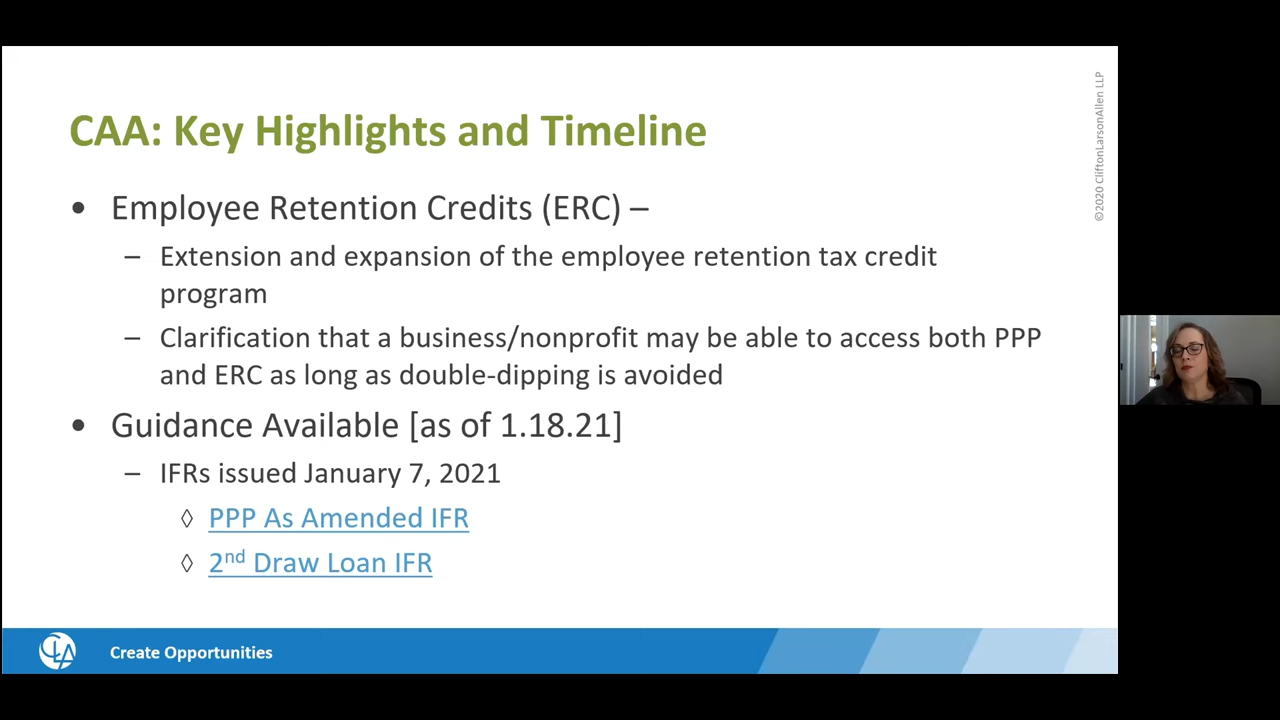 CAA: Key Highlights and Timeline
• Employee Retention Credits (ERC) –
– Extension and expansion of the employee retention tax credit
program
– Clarification that a business/nonprofit may be able to access both PPP
and ERC as long as double-dipping is avoided
• Guidance Available [as of 1.18.21]
– IFRs issued January 7, 2021
◊ PPP As Amended IFR
◊ 2nd Draw Loan IFR
©2020 CliftonLarsonAllen LLP
CLA
Create Opportunities